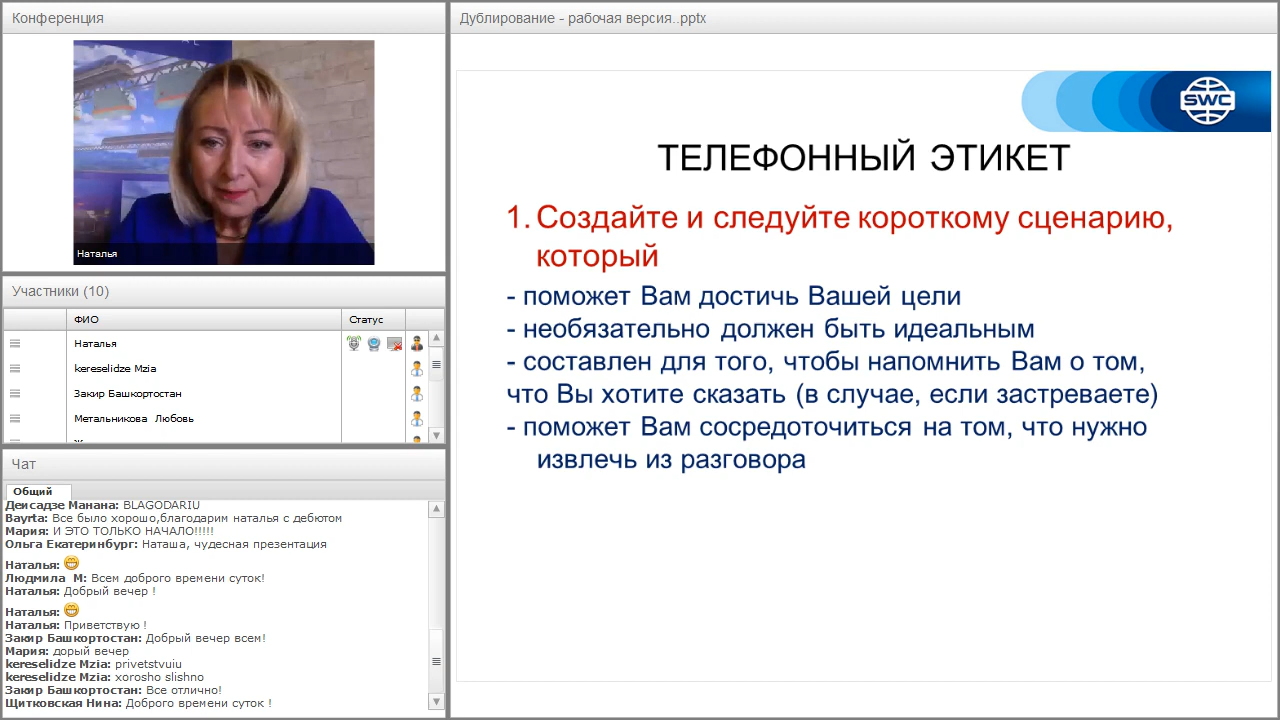 Конференция
AL
Наталья
Участники (10)
ФИО
Статус
Наталья
kereselidze Mzia
Закир Башкортостан
Метальникова Любовь
Чат
Общий
Деисадзе Манана: BLAGODARIU
Bayrta: Все было хорошо,благодарим наталья с дебютом
Мария: И ЭТО ТОЛЬКО НАЧАЛО!!!!!
Ольга Екатеринбург: Наташа, чудесная презентация
Наталья:
Людмила М: Всем доброго времени суток!
Наталья: Добрый вечер !
Наталья:
Наталья: Приветствую !
Закир Башкортостан: Добрый вечер всем!
Мария: дорый вечер
kereselidze Mzia: privetstvuiu
kereselidze Mzia: xorosho slishno
Закир Башкортостан: Все отлично!
Щитковская Нина: Доброго времени суток !
Дублирование - рабочая версия..pptx
SWC
ТЕЛЕФОННЫЙ ЭТИКЕТ
1. Создайте и следуйте короткому сценарию,
который
- поможет Вам достичь Вашей цели
- необязательно должен быть идеальным
- составлен для того, чтобы напомнить Вам о том,
что Вы хотите сказать (в случае, если застреваете)
- поможет Вам сосредоточиться на том, что нужно
извлечь из разговора